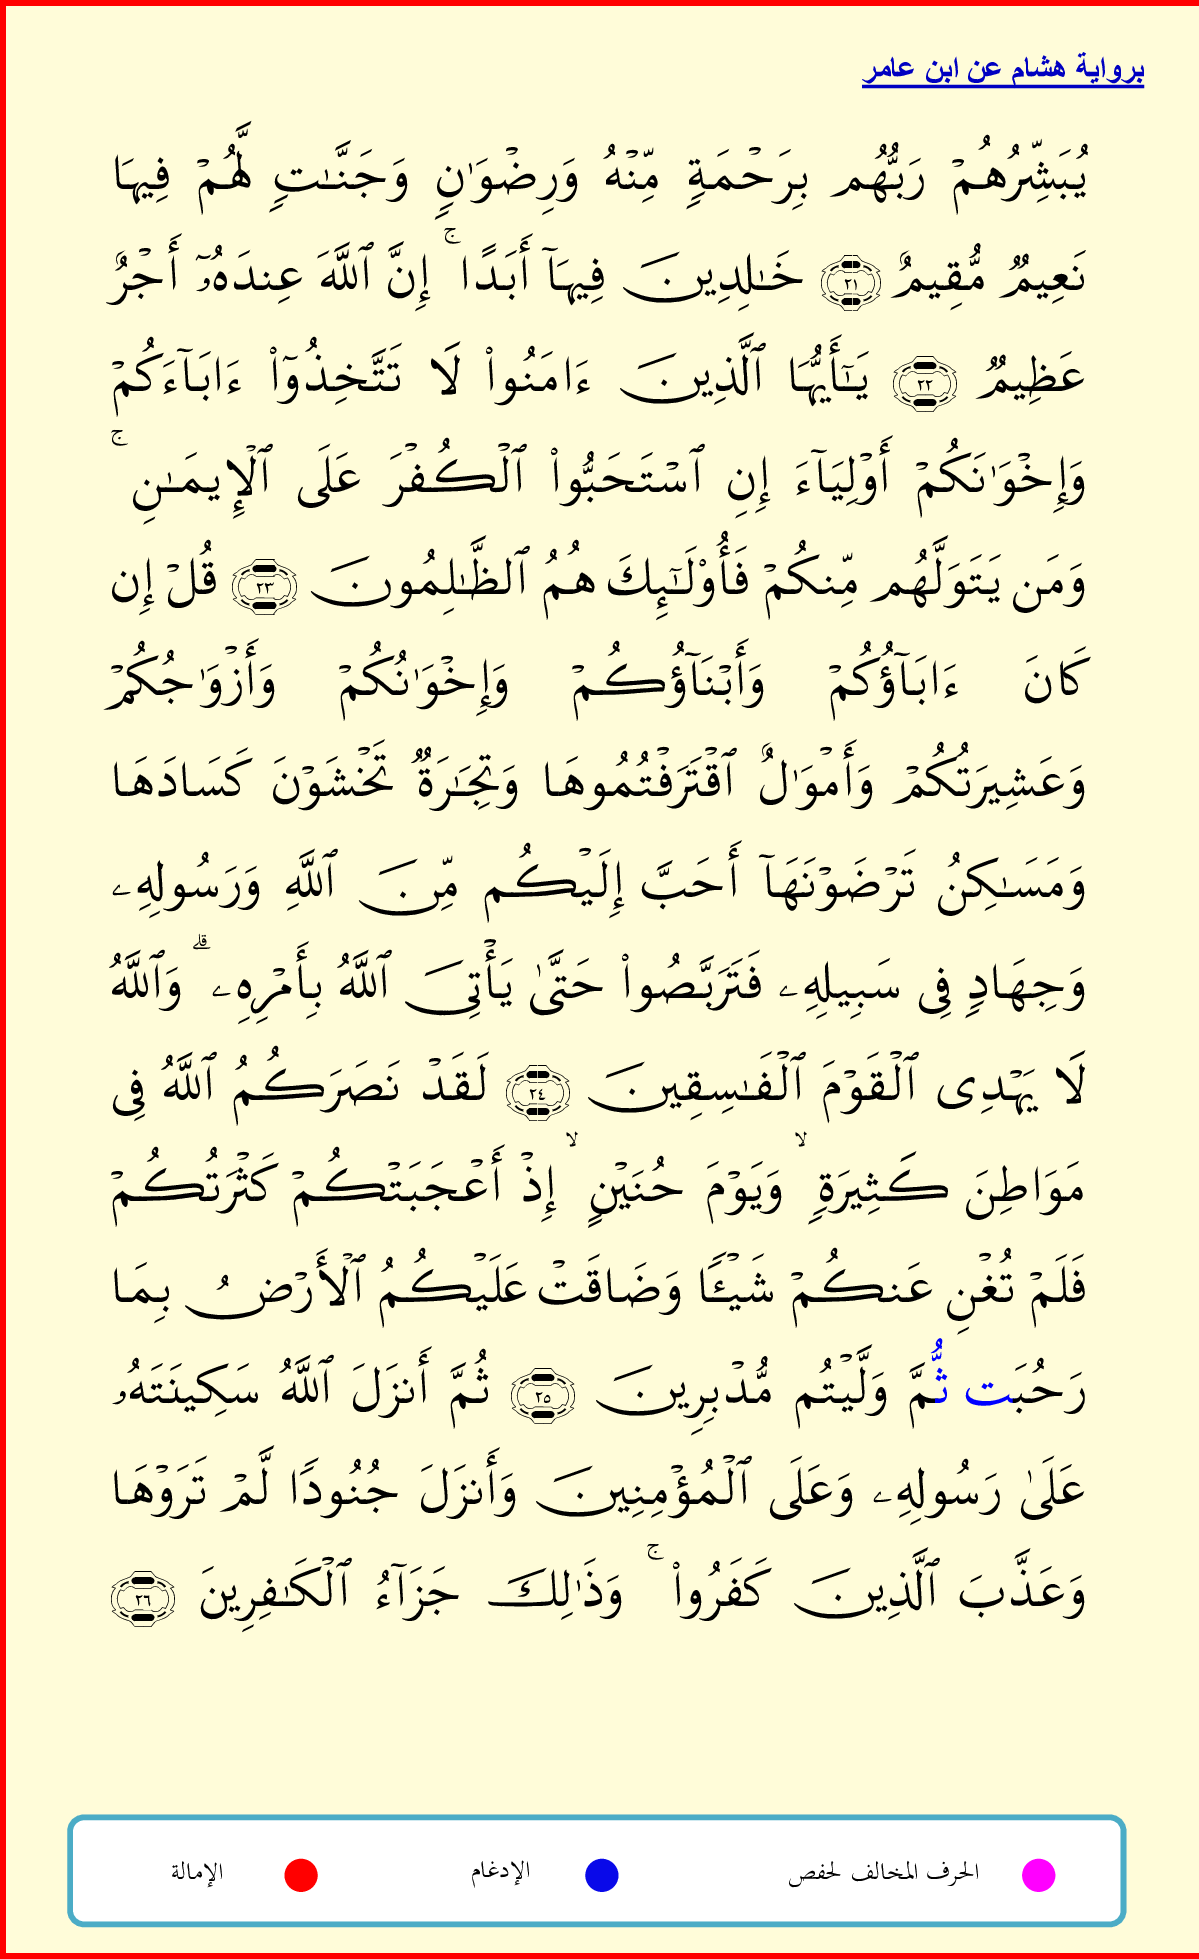 برواية هشام عن ابن عامر
يُبَشِّرُهُمۡ رَبُّهُم بِرَحۡمَةٍ مِّنۡهُ وَرِضۡوَٰنٍ وَجَنَّـٰتٍ لَّهُمۡ فِيهَا
نَعِيمٌ مُّقِيمٌ ٢١ خَـٰلِدِينَ فِيهَآ أَبَدًا ۚ إِنَّ ٱللَّهَ عِندَهُۥٓ أَجۡرٌ
عَظِيمٌ ٢٢ يَـٰٓأَيُّهَا ٱلَّذِينَ ءَامَنُوا۟ لَا تَتَّخِذُوٓا۟ ءَابَآءَكُمۡ
وَإِخۡوَٰنَكُمۡ أَوۡلِيَآءَ إِنِ ٱسۡتَحَبُّوا۟ ٱلۡكُفۡرَ عَلَى ٱلۡإِيمَـٰنِ ۚ
وَمَن يَتَوَلَّهُم مِّنكُمۡ فَأُو۟لَـٰٓئِكَ هُمُ ٱلظَّـٰلِمُونَ ٢٣ قُلۡ إِن
كَانَ ءَابَآؤُكُمۡ وَأَبۡنَآؤُكُمۡ وَإِخۡوَٰنُكُمۡ وَأَزۡوَٰجُكُمۡ
وَعَشِيرَتُكُمۡ وَأَمۡوَٰلٌ ٱقۡتَرَفۡتُمُوهَا وَتِجَـٰرَةٌ تَخۡشَوۡنَ كَسَادَهَا
وَمَسَـٰكِنُ تَرۡضَوۡنَهَآ أَحَبَّ إِلَيۡكُم مِّنَ ٱللَّهِ وَرَسُولِهِۦ
وَجِهَادٍ فِى سَبِيلِهِۦ فَتَرَبَّصُوا۟ حَتَّىٰ يَأۡتِىَ ٱللَّهُ بِأَمۡرِهِۦ ۗ وَٱللَّهُ
لَا يَهۡدِى ٱلۡقَوۡمَ ٱلۡفَـٰسِقِينَ ٢٤ لَقَدۡ نَصَرَكُمُ ٱللَّهُ فِى
مَوَاطِنَ كَثِيرَةٍ ۙ وَيَوۡمَ حُنَيۡنٍ ۙ إِذۡ أَعۡجَبَتۡكُمۡ كَثۡرَتُكُمۡ
فَلَمۡ تُغۡنِ عَنكُمۡ شَيۡـًٔا وَضَاقَتۡ عَلَيۡكُمُ ٱلۡأَرۡضُ بِمَا
رَحُبَت ثُّمَّ وَلَّيۡتُم مُّدۡبِرِينَ ٢٥ ثُمَّ أَنزَلَ ٱللَّهُ سَكِينَتَهُۥ
عَلَىٰ رَسُولِهِۦ وَعَلَى ٱلۡمُؤۡمِنِينَ وَأَنزَلَ جُنُودًا لَّمۡ تَرَوۡهَا
وَعَذَّبَ ٱلَّذِينَ كَفَرُوا۟ ۚ وَذَٰلِكَ جَزَآءُ ٱلۡكَـٰفِرِينَ ٢٦
الحرف المخالف لحفص الإدغام الإمالة